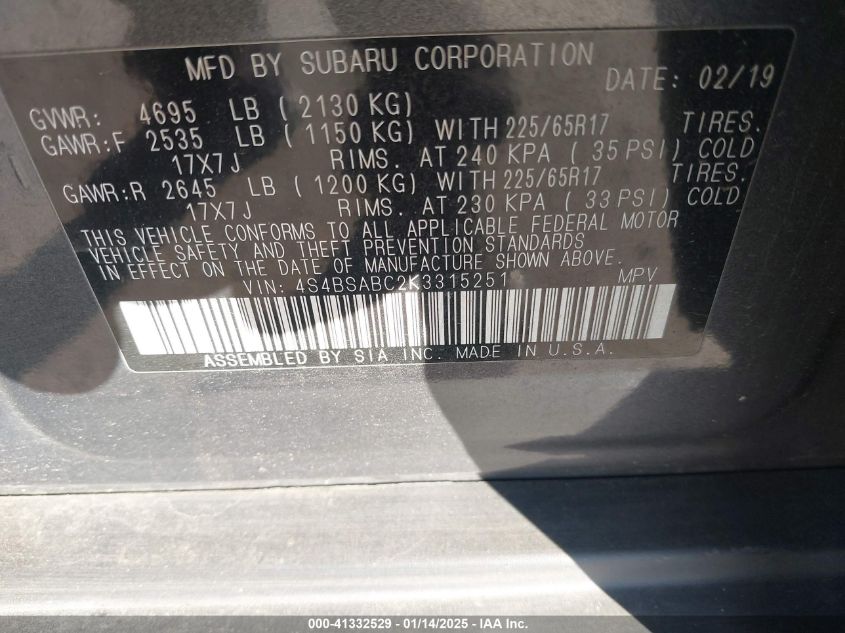 MFD BY SUBARU CORPORATION
DATE: 02/19
GVWR: 4695 LB ( 2130 KG)
GAWR:F 2535 LB ( 1150 KG) WITH 225/65R17 TIRES.
17X7J RIMS. AT 240 KPA ( 35 PSI) COLD
GAWR:R 2645 LB ( 1200 KG) WITH 225/65R17 TIRES.
17X7J RIMS. AT 230 KPA ( 33 PSI) COLD
THIS VEHICLE CONFORMS TO ALL APPLICABLE FEDERAL MOTOR
VEHICLE SAFETY AND THEFT PREVENTION STANDARDS
IN EFFECT ON THE DATE OF MANUFACTURE SHOWN ABOVE.
VIN: 4S4BSABC2K3315251 MPV
ASSEMBLED BY SIA INC. MADE IN U.S.A.
000-41332529 - 01/14/2025 - IAA Inc.